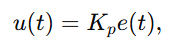 u(t) = K_p e(t),